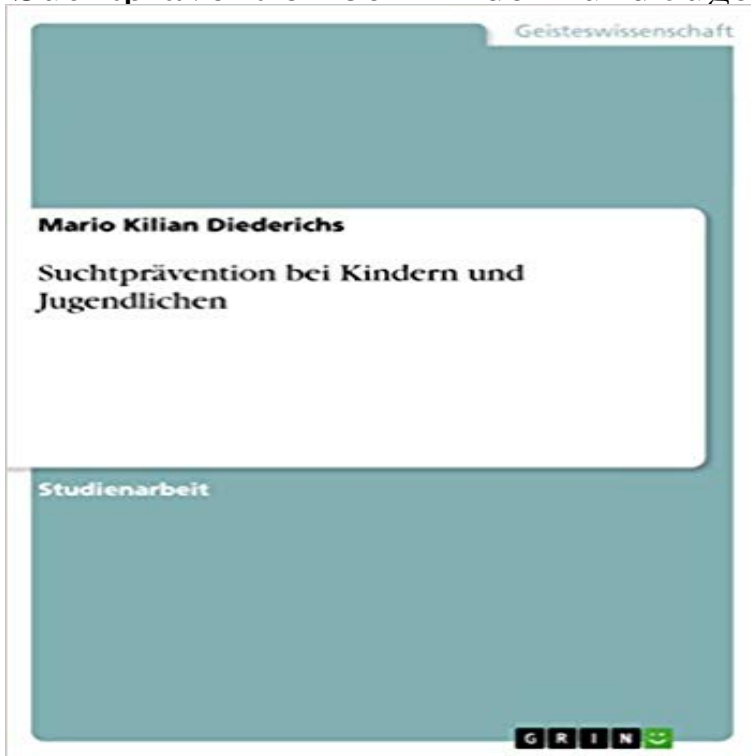 Geisteswissenschaft
Mario Kilian Diederichs
Suchtprävention bei Kindern und
Jugendlichen
Studienarbeit
GRIN